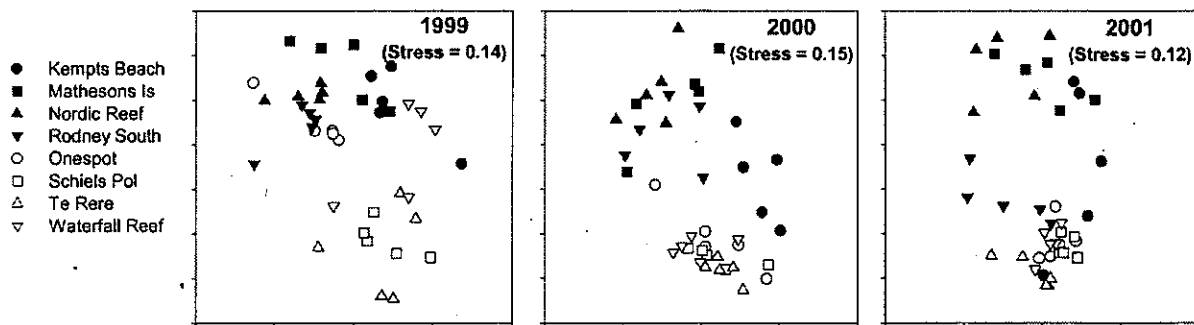 1999
(Stress = 0.14)
2000
(Stress = 0.15)
2001
(Stress = 0.12)
Kempts Beach
Mathesons Is
Nordic Reef
Rodney South
Onespot
Schiels Pol
Te Rere
Waterfall Reef